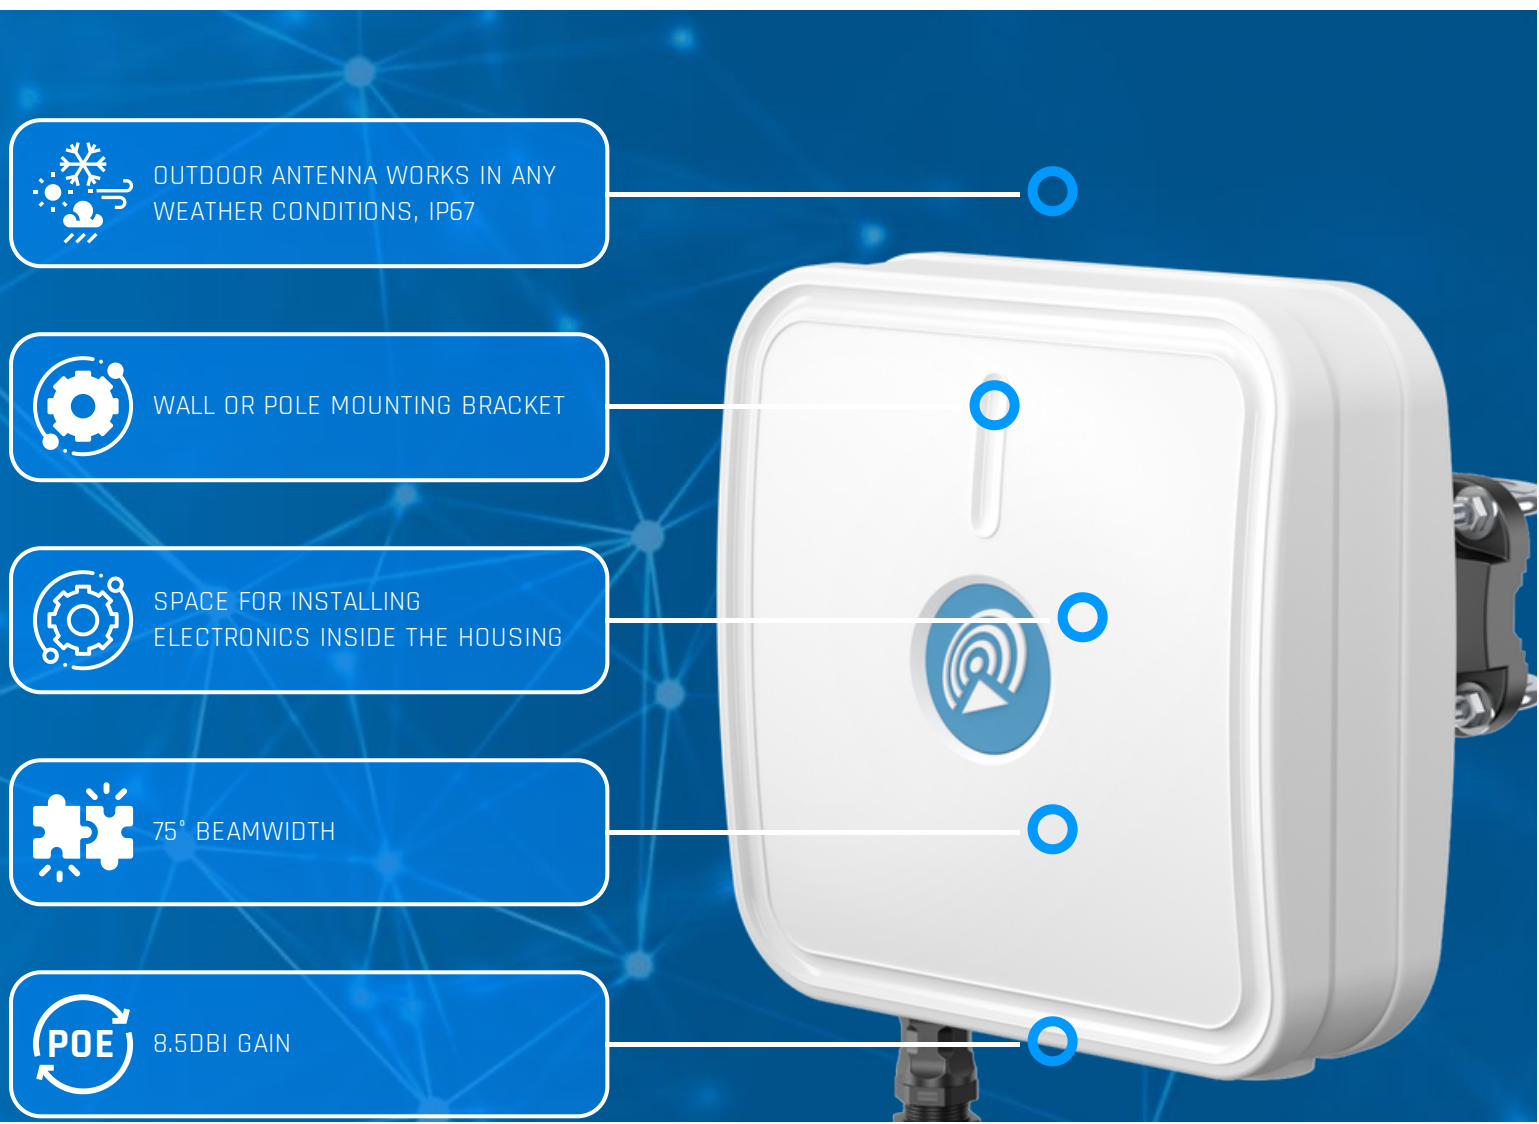 OUTDOOR ANTENNA WORKS IN ANY
WEATHER CONDITIONS, IP67
WALL OR POLE MOUNTING BRACKET
SPACE FOR INSTALLING
ELECTRONICS INSIDE THE HOUSING
75° BEAMWIDTH
POE
8.5DBI GAIN